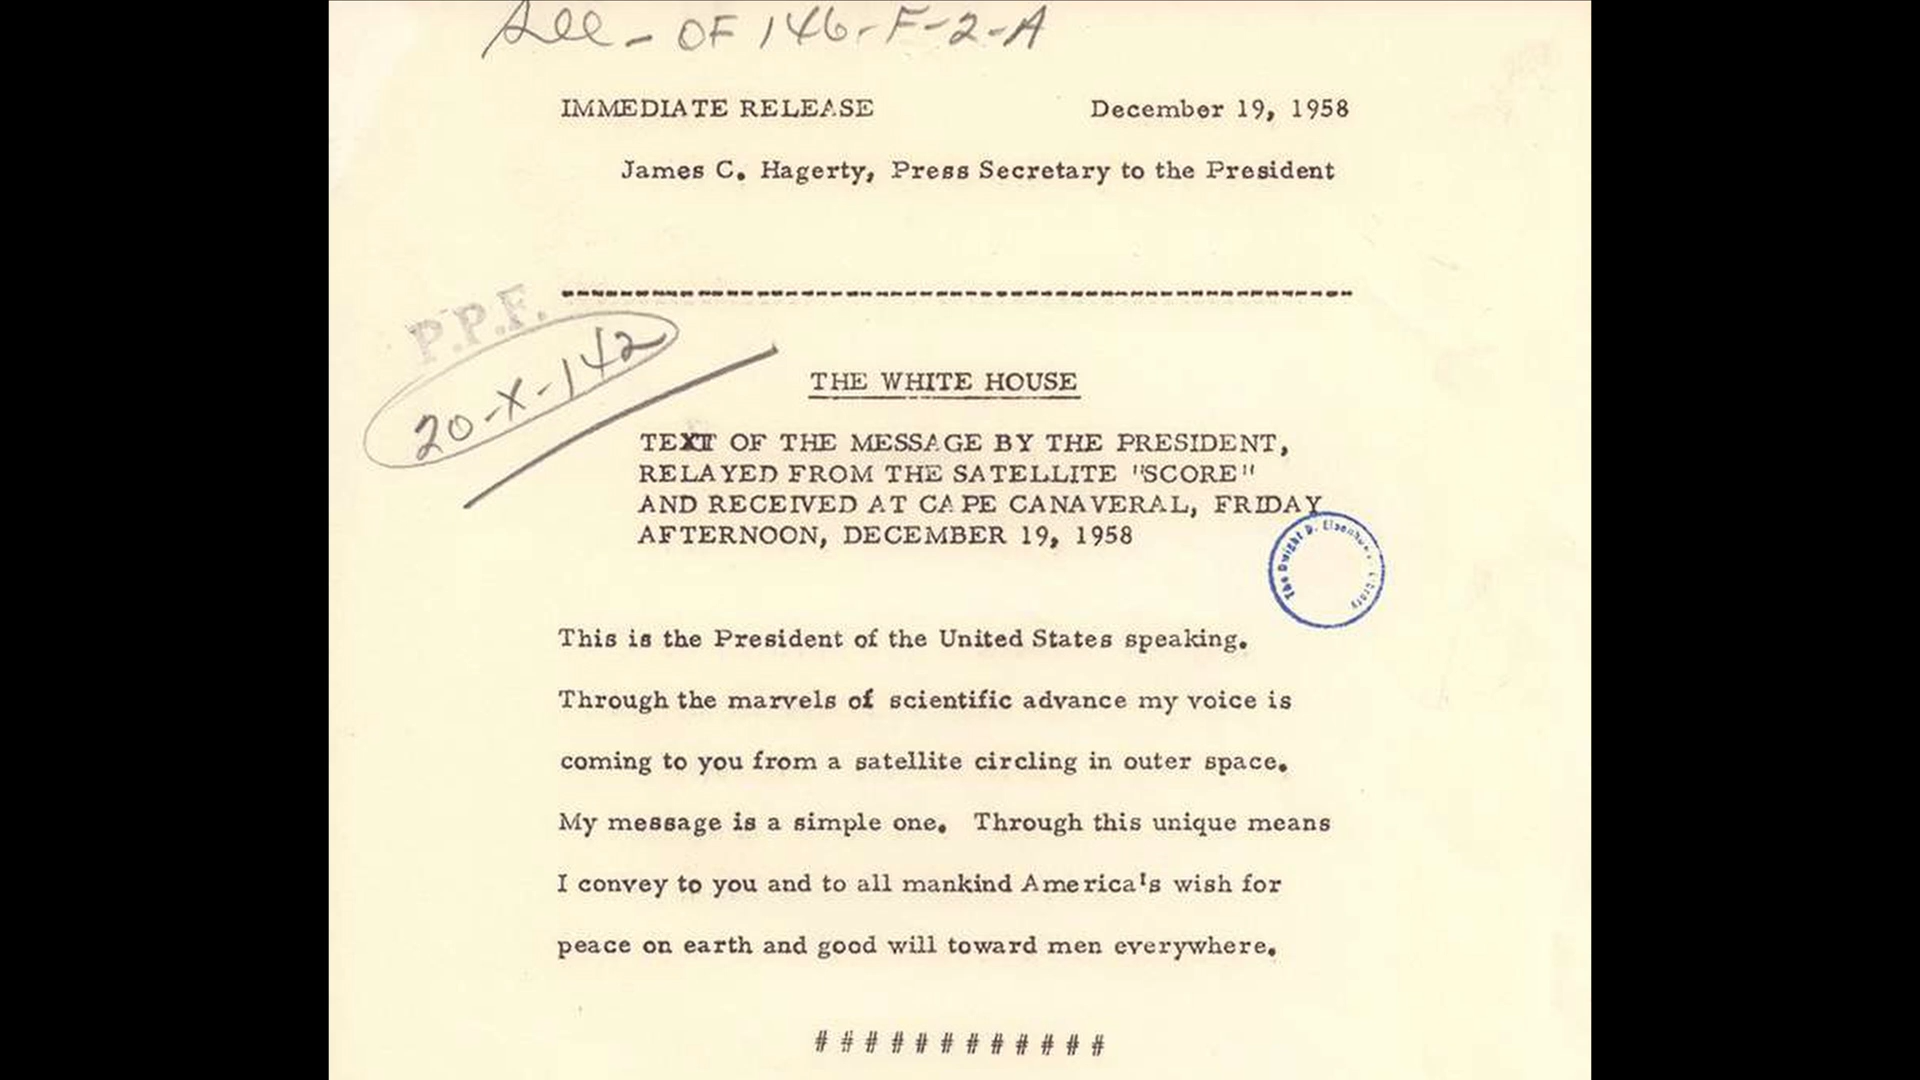 See - OF 146-F-2-A
IMMEDIATE RELEASE December 19, 1958
James C. Hagerty, Press Secretary to the President
P.P.F.
20-X-142
THE WHITE HOUSE
TEXT OF THE MESSAGE BY THE PRESIDENT,
RELAYED FROM THE SATELLITE "SCORE"
AND RECEIVED AT CAPE CANAVERAL, FRIDAY
AFTERNOON, DECEMBER 19, 1958
The Dwight D. Eisenhower Library
This is the President of the United States speaking.
Through the marvels of scientific advance my voice is
coming to you from a satellite circling in outer space.
My message is a simple one. Through this unique means
I convey to you and to all mankind America's wish for
peace on earth and good will toward men everywhere.
# # # # # # # # # # # #